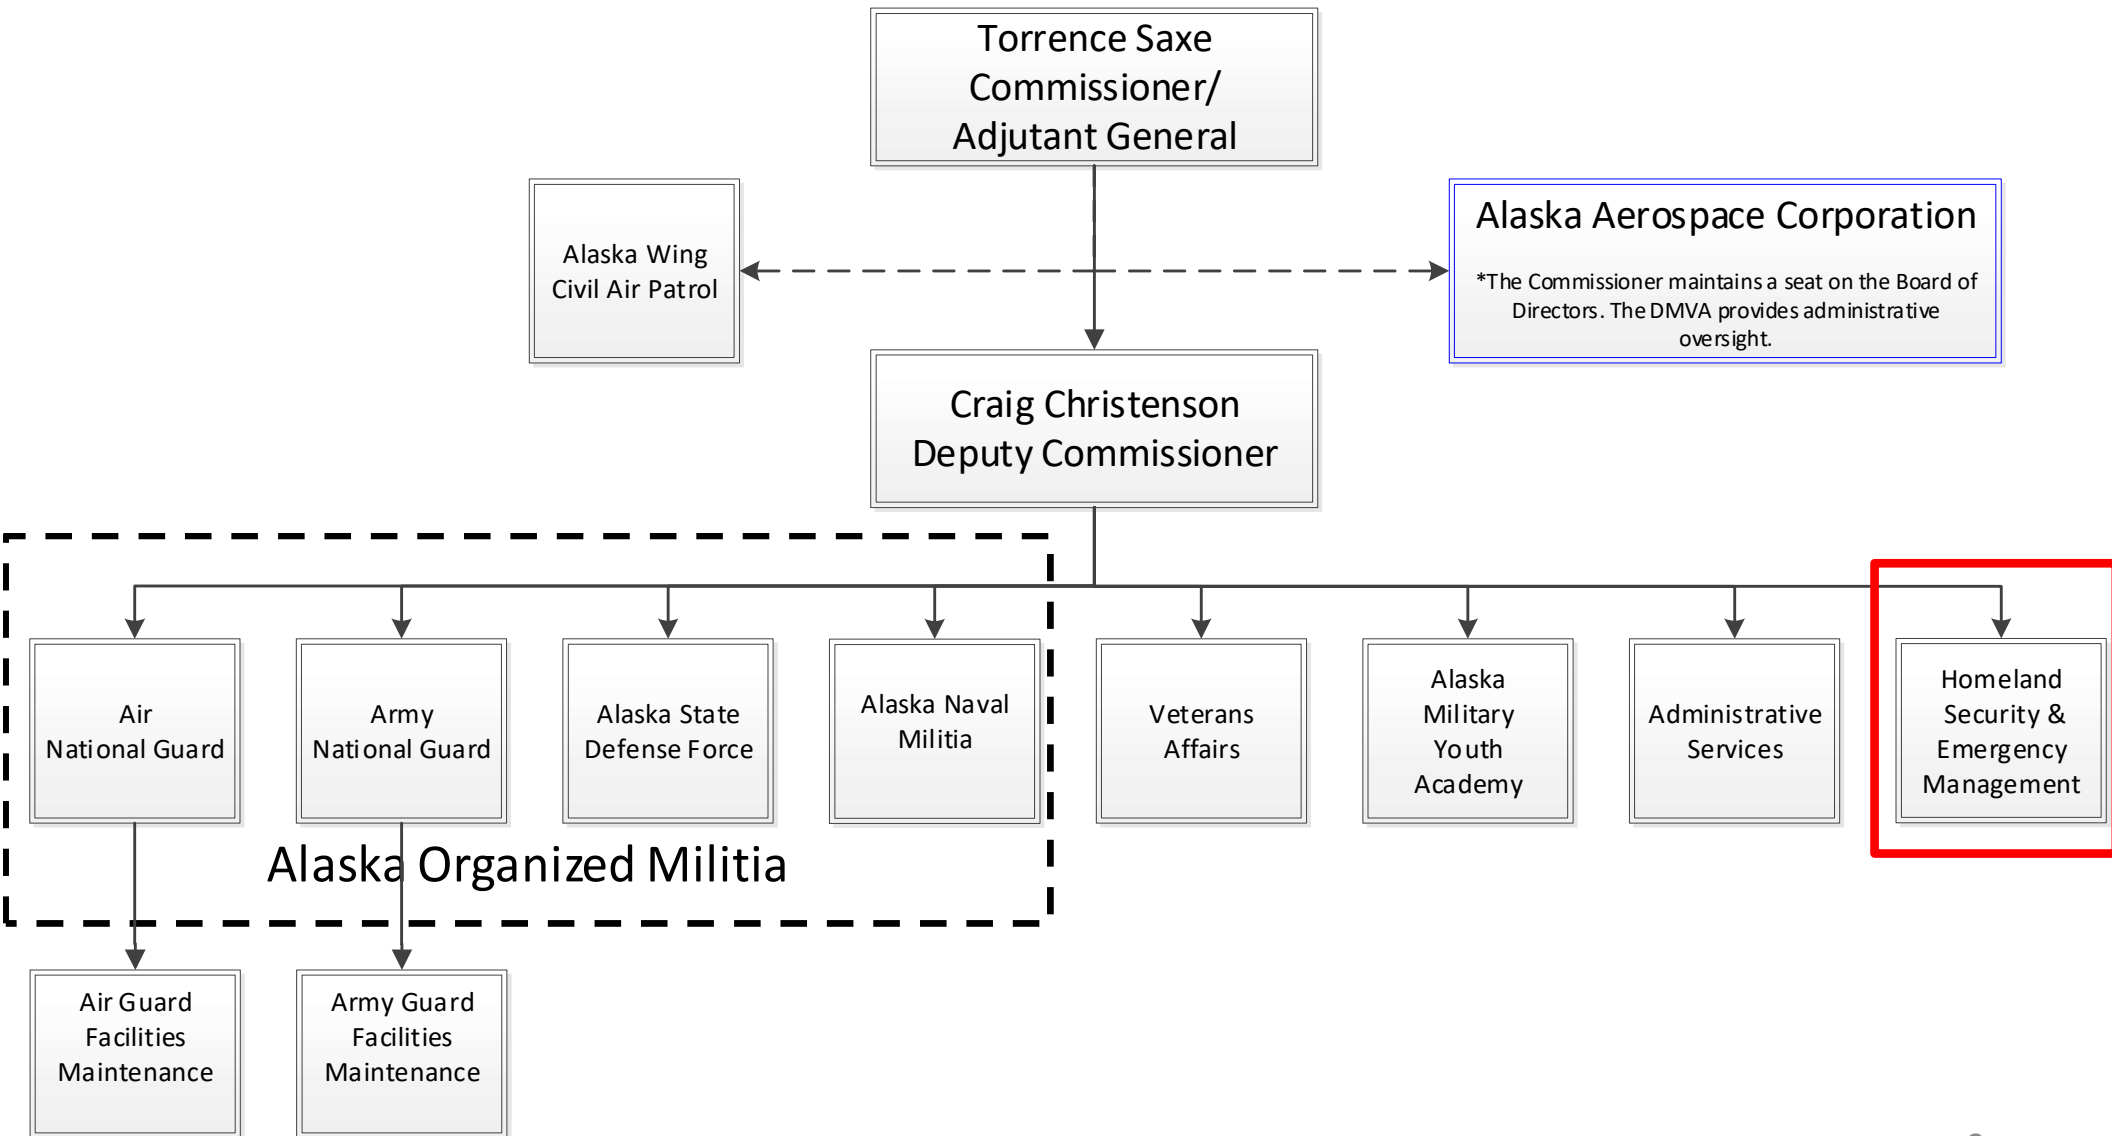 Torrence Saxe
Commissioner/
Adjutant General
Alaska Wing
Civil Air Patrol
Alaska Aerospace Corporation
*The Commissioner maintains a seat on the Board of
Directors. The DMVA provides administrative
oversight.
Craig Christenson
Deputy Commissioner
Air
National Guard
Army
National Guard
Alaska State
Defense Force
Alaska Naval
Militia
Veterans
Affairs
Alaska
Military
Youth
Academy
Administrative
Services
Homeland
Security &
Emergency
Management
Alaska Organized Militia
Air Guard
Facilities
Maintenance
Army Guard
Facilities
Maintenance